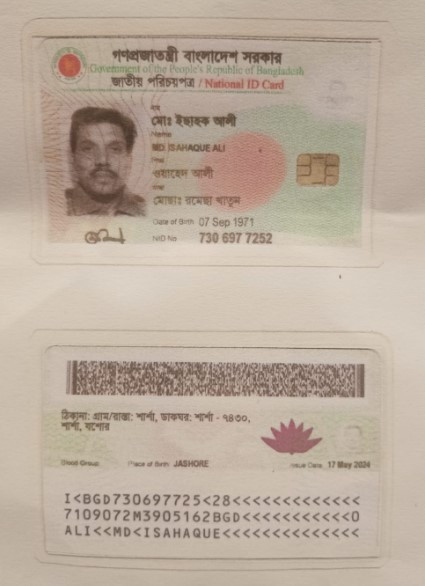 গণপ্রজাতন্ত্রী বাংলাদেশ সরকার
Government of the People's Republic of Bangladesh
জাতীয় পরিচয়পত্র / National ID Card
নাম
মোঃ ইছাহক আলী
Name
MD ISAHAQUE ALI
পিতা
ওয়াহেদ আলী
মাতা
মোছাঃ রমেছা খাতুন
Date of Birth 07 Sep 1971
NID No 730 697 7252
ঠিকানা: গ্রাম/রাস্তা: শার্শা, ডাকঘর: শার্শা - ৭৪৩০,
শার্শা, যশোর
Blood Group Place of Birth JASHORE Issue Date 17 May 2024
I<BGD730697725<28<<<<<<<<<<<<<
7109072M3905162BGD<<<<<<<<<<<0
ALI<<MD<ISAHAQUE<<<<<<<<<<<<<<